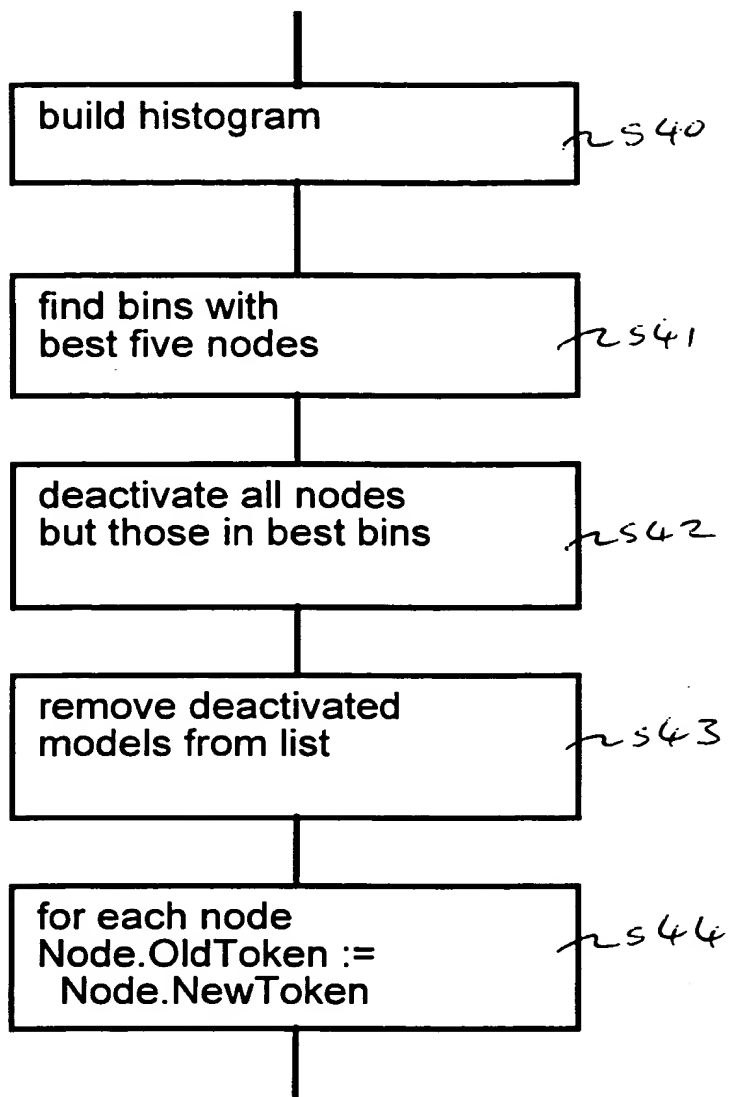 build histogram
S40
find bins with
best five nodes
S41
deactivate all nodes
but those in best bins
S42
remove deactivated
models from list
S43
for each node
Node.OldToken :=
Node.NewToken
S44